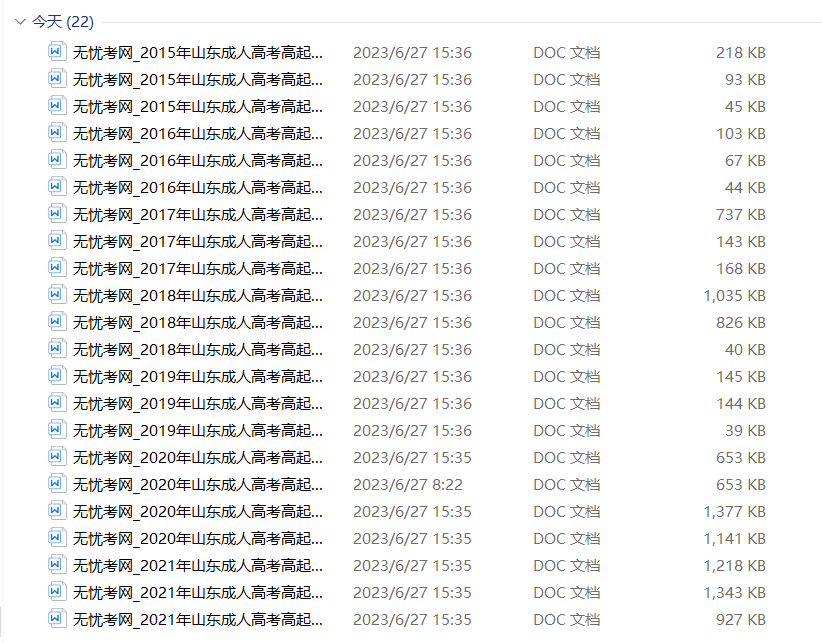 今天 (22)
无忧考网_2015年山东成人高考高起... 2023/6/27 15:36 DOC 文档 218 KB
无忧考网_2015年山东成人高考高起... 2023/6/27 15:36 DOC 文档 93 KB
无忧考网_2015年山东成人高考高起... 2023/6/27 15:36 DOC 文档 45 KB
无忧考网_2016年山东成人高考高起... 2023/6/27 15:36 DOC 文档 103 KB
无忧考网_2016年山东成人高考高起... 2023/6/27 15:36 DOC 文档 67 KB
无忧考网_2016年山东成人高考高起... 2023/6/27 15:36 DOC 文档 44 KB
无忧考网_2017年山东成人高考高起... 2023/6/27 15:36 DOC 文档 737 KB
无忧考网_2017年山东成人高考高起... 2023/6/27 15:36 DOC 文档 143 KB
无忧考网_2017年山东成人高考高起... 2023/6/27 15:36 DOC 文档 168 KB
无忧考网_2018年山东成人高考高起... 2023/6/27 15:36 DOC 文档 1,035 KB
无忧考网_2018年山东成人高考高起... 2023/6/27 15:36 DOC 文档 826 KB
无忧考网_2018年山东成人高考高起... 2023/6/27 15:36 DOC 文档 40 KB
无忧考网_2019年山东成人高考高起... 2023/6/27 15:36 DOC 文档 145 KB
无忧考网_2019年山东成人高考高起... 2023/6/27 15:36 DOC 文档 144 KB
无忧考网_2019年山东成人高考高起... 2023/6/27 15:36 DOC 文档 39 KB
无忧考网_2020年山东成人高考高起... 2023/6/27 15:35 DOC 文档 653 KB
无忧考网_2020年山东成人高考高起... 2023/6/27 8:22 DOC 文档 653 KB
无忧考网_2020年山东成人高考高起... 2023/6/27 15:35 DOC 文档 1,377 KB
无忧考网_2020年山东成人高考高起... 2023/6/27 15:35 DOC 文档 1,141 KB
无忧考网_2021年山东成人高考高起... 2023/6/27 15:35 DOC 文档 1,218 KB
无忧考网_2021年山东成人高考高起... 2023/6/27 15:35 DOC 文档 1,343 KB
无忧考网_2021年山东成人高考高起... 2023/6/27 15:35 DOC 文档 927 KB